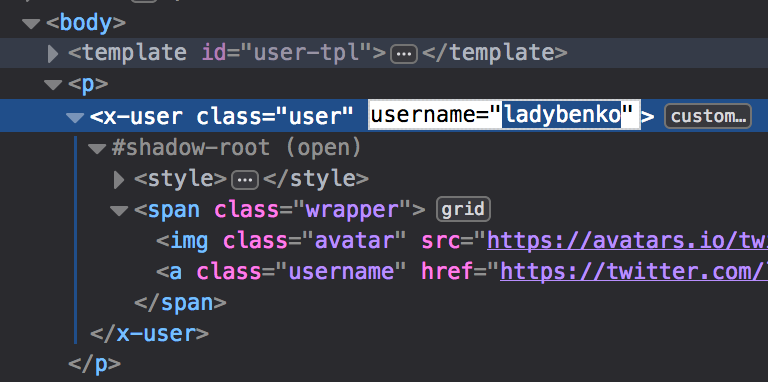 <body>
<template id="user-tpl">…</template>
<p>
<x-user class="user" username="ladybenko"> custom…
#shadow-root (open)
<style>…</style>
<span class="wrapper"> grid
<img class="avatar" src="https://avatars.io/tw
<a class="username" href="https://twitter.com/
</span>
</x-user>
</p>